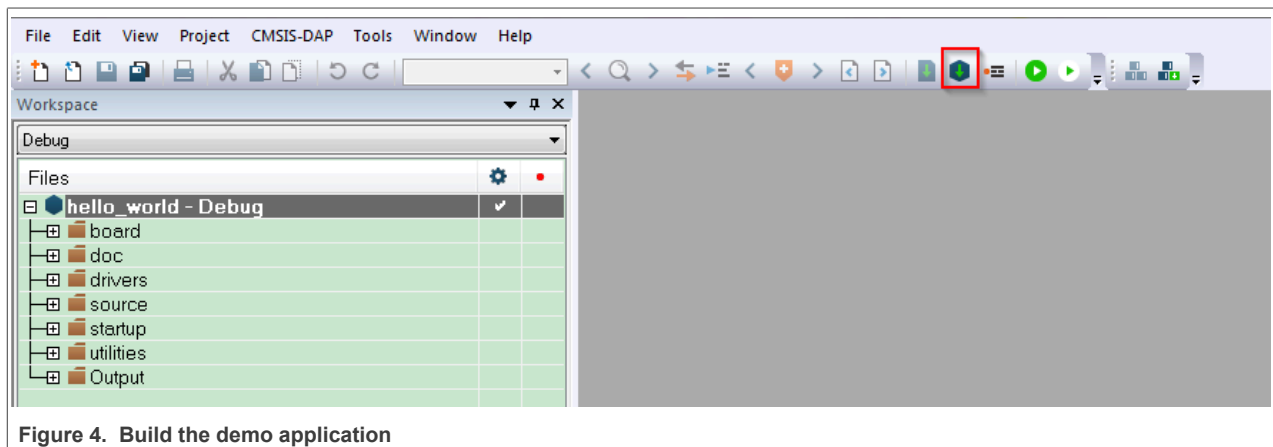 File Edit View Project CMSIS-DAP Tools Window Help
Workspace
Debug
Files
hello_world - Debug
board
doc
drivers
source
startup
utilities
Output
Figure 4. Build the demo application